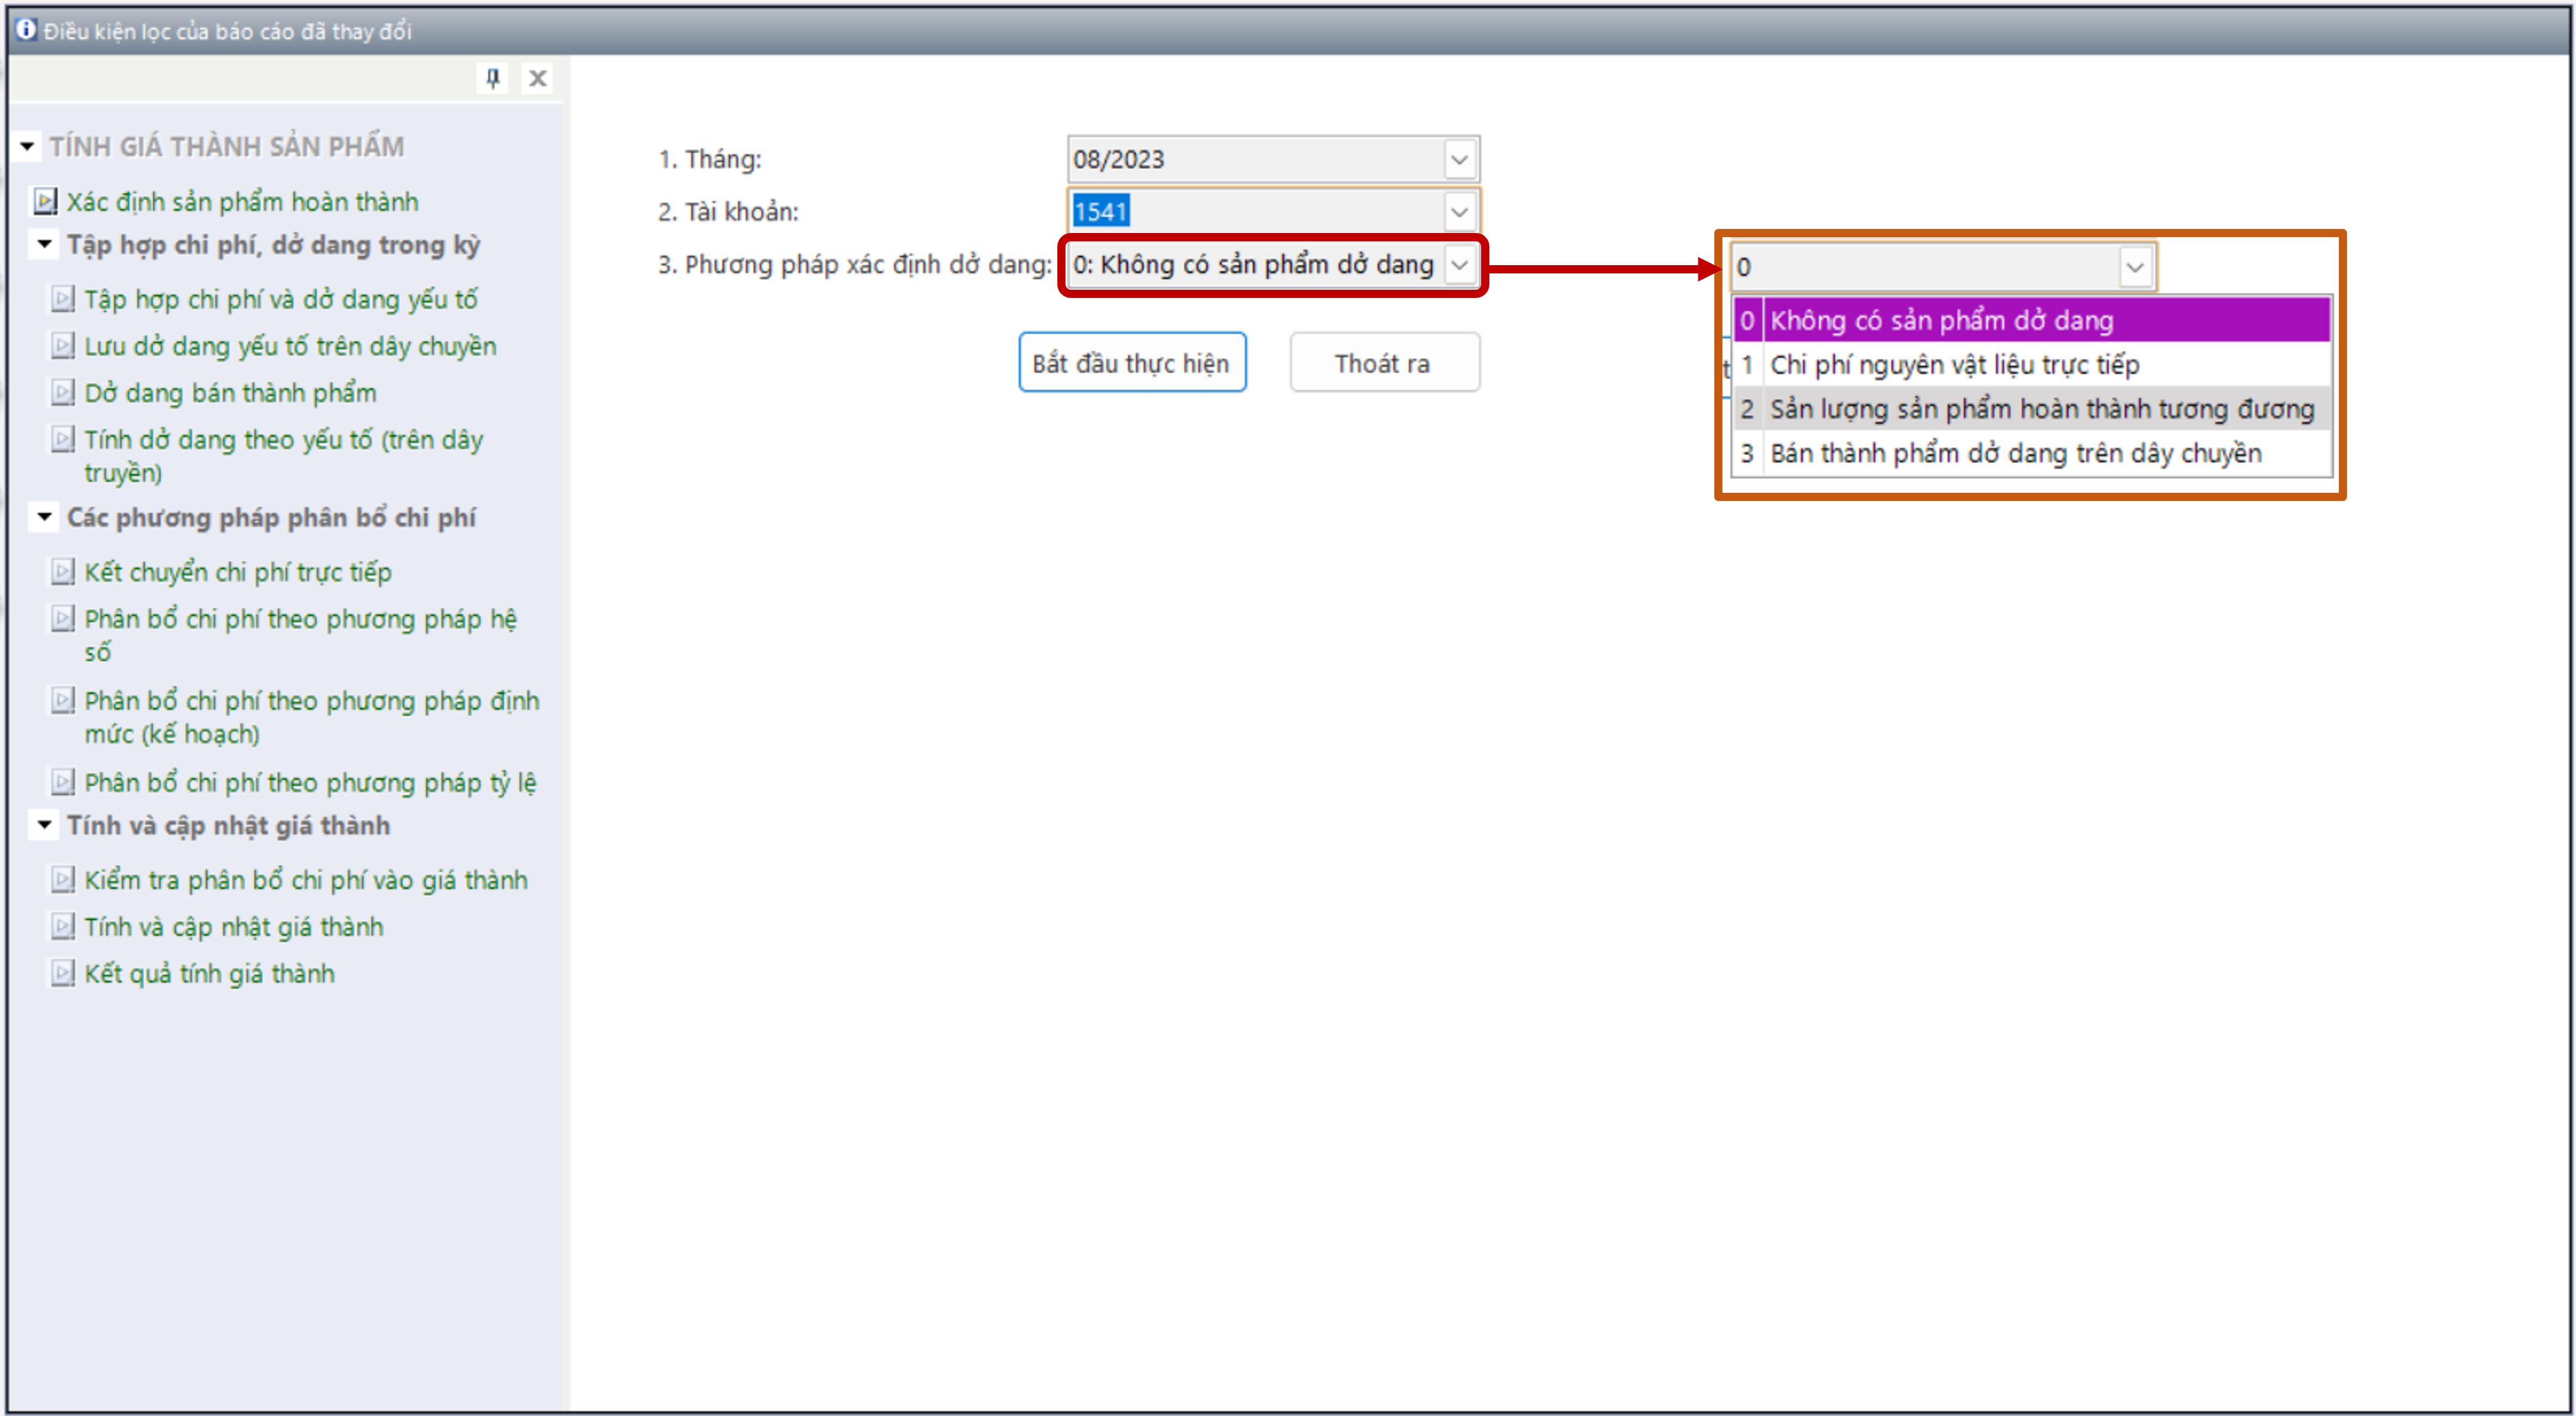 Điều kiện lọc của báo cáo đã thay đổi
TÍNH GIÁ THÀNH SẢN PHẨM
Xác định sản phẩm hoàn thành
Tập hợp chi phí, dở dang trong kỳ
Tập hợp chi phí và dở dang yếu tố
Lưu dở dang yếu tố trên dây chuyền
Dở dang bán thành phẩm
Tính dở dang theo yếu tố (trên dây
truyền)
Các phương pháp phân bổ chi phí
Kết chuyển chi phí trực tiếp
Phân bổ chi phí theo phương pháp hệ
số
Phân bổ chi phí theo phương pháp định
mức (kế hoạch)
Phân bổ chi phí theo phương pháp tỷ lệ
Tính và cập nhật giá thành
Kiểm tra phân bổ chi phí vào giá thành
Tính và cập nhật giá thành
Kết quả tính giá thành
1. Tháng: 08/2023
2. Tài khoản: 1541
3. Phương pháp xác định dở dang: 0: Không có sản phẩm dở dang
Bắt đầu thực hiện Thoát ra
0
0 Không có sản phẩm dở dang
1 Chi phí nguyên vật liệu trực tiếp
2 Sản lượng sản phẩm hoàn thành tương đương
3 Bán thành phẩm dở dang trên dây chuyền